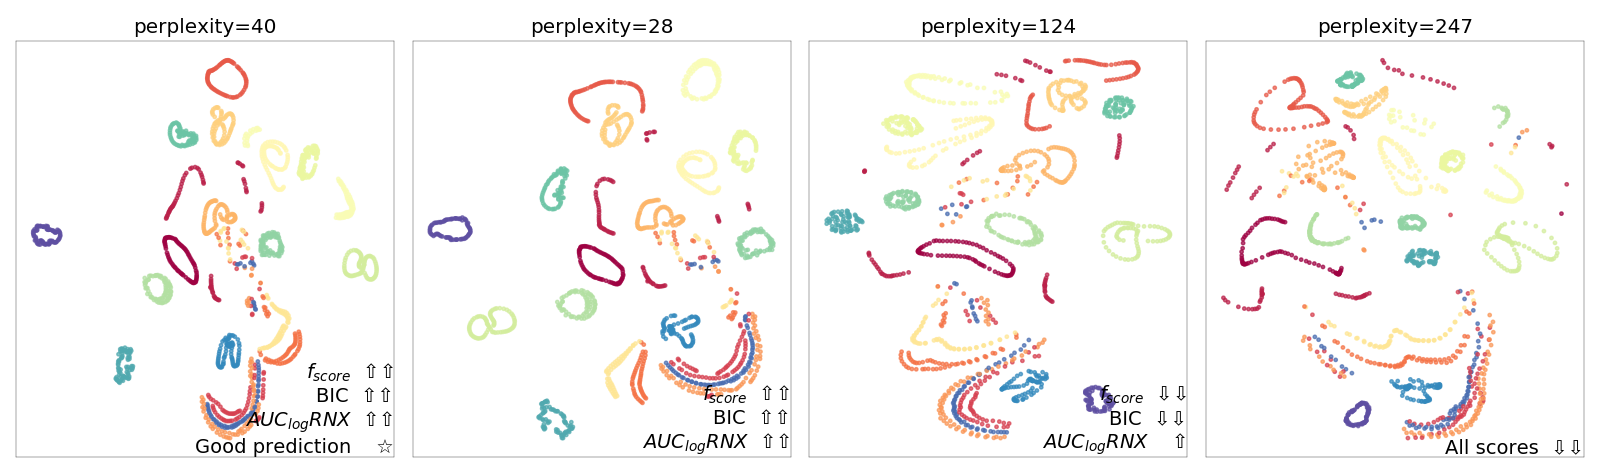 perplexity=40
f_score ⇧⇧
BIC ⇧⇧
AUC_logRNX ⇧⇧
Good prediction ☆
perplexity=28
f_score ⇧⇧
BIC ⇧⇧
AUC_logRNX ⇧⇧
perplexity=124
f_score ⇩⇩
BIC ⇩⇩
AUC_logRNX ⇧
perplexity=247
All scores ⇩⇩